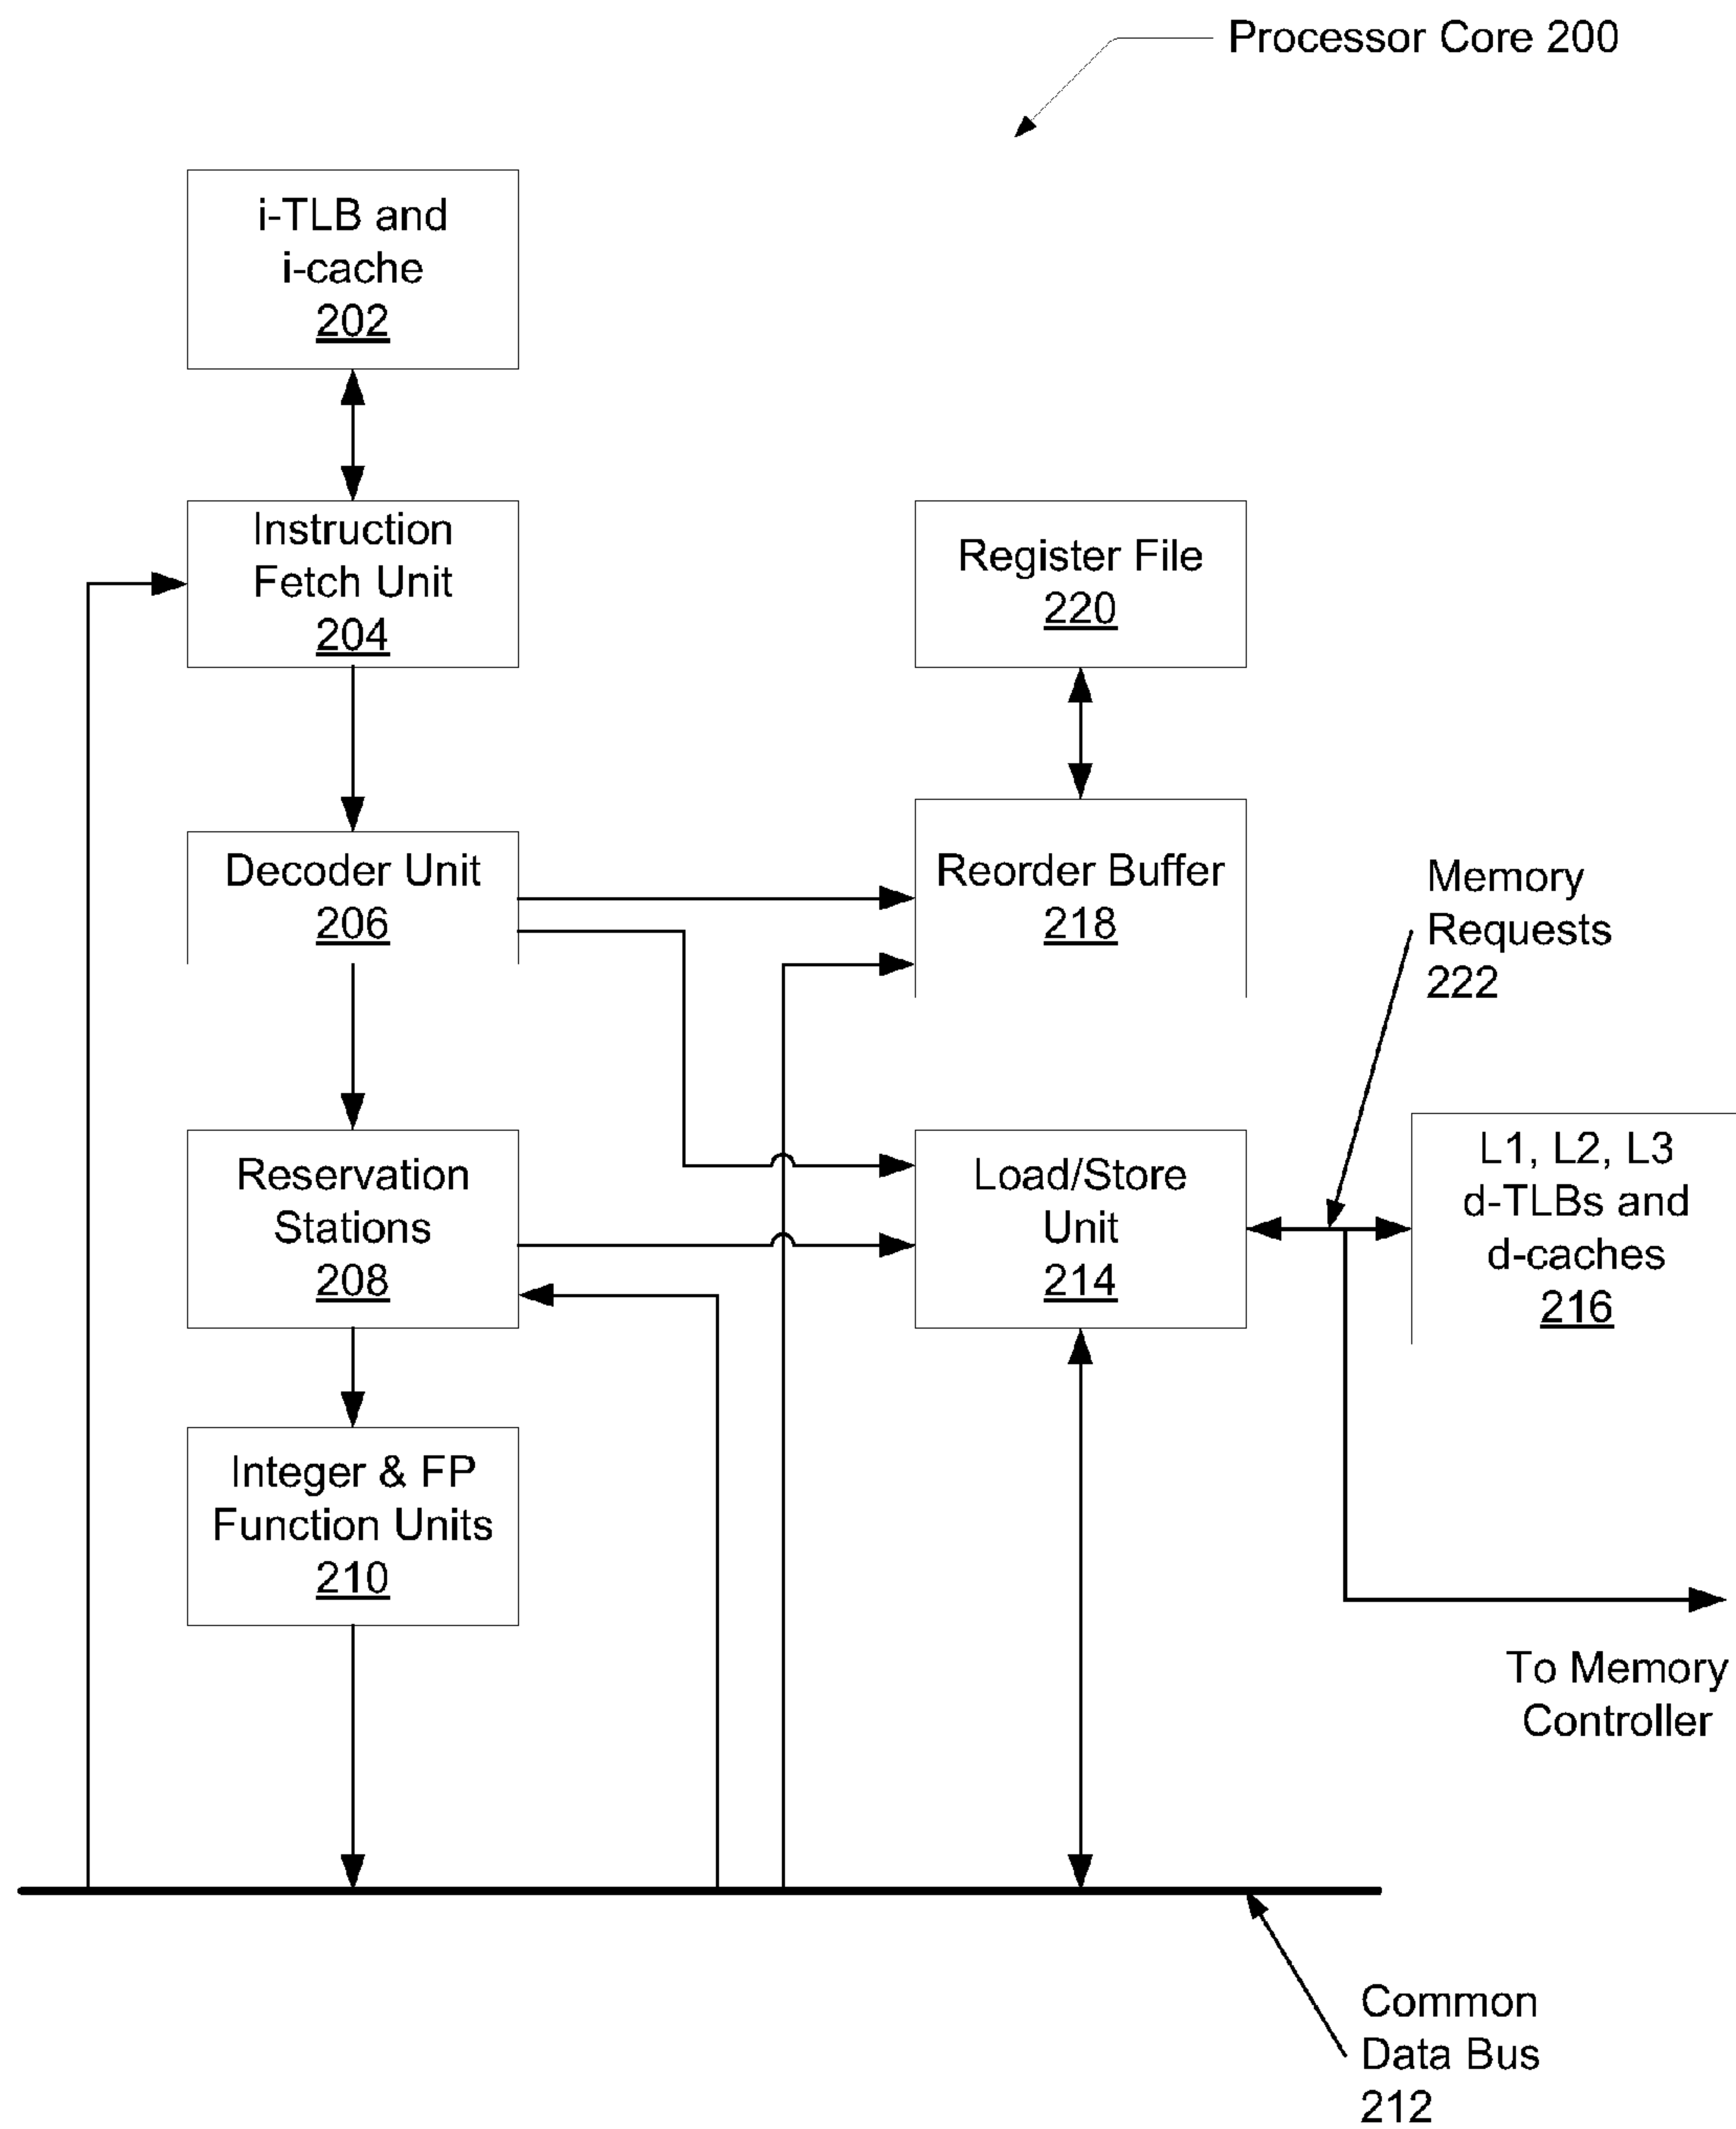 Processor Core 200
i-TLB and
i-cache
202
Instruction
Fetch Unit
204
Register File
220
Decoder Unit
206
Reorder Buffer
218
Memory
Requests
222
Reservation
Stations
208
Load/Store
Unit
214
L1, L2, L3
d-TLBs and
d-caches
216
Integer & FP
Function Units
210
To Memory
Controller
Common
Data Bus
212